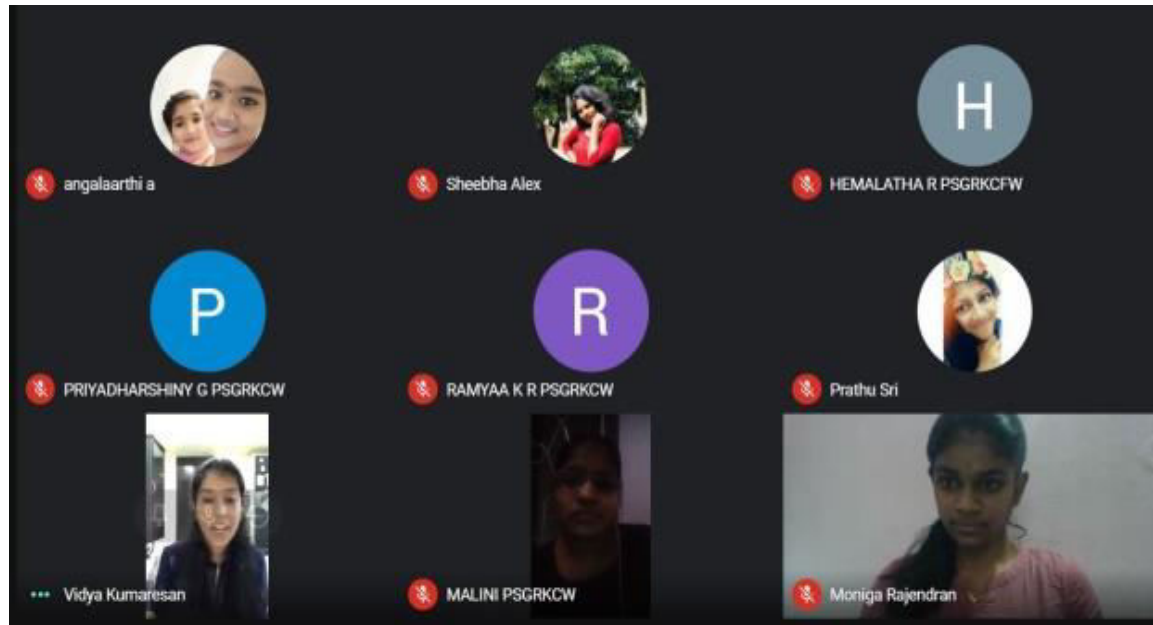 angalaarthi a
Sheebha Alex
H
HEMALATHA R PSGRKCFW
P
PRIYADHARSHINY G PSGRKCW
R
RAMYAA K R PSGRKCW
Prathu Sri
Vidya Kumaresan
MALINI PSGRKCW
Moniga Rajendran